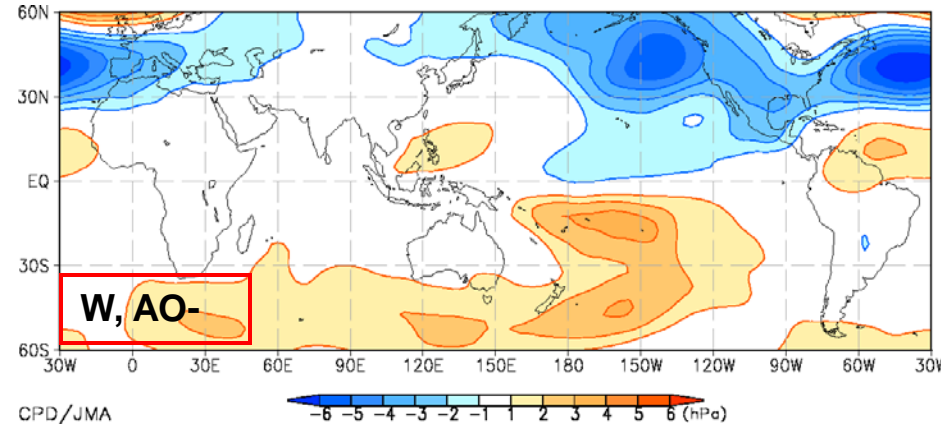 60N
30N
EQ
30S
60S
W, AO-
30W 0 30E 60E 90E 120E 150E 180 150W 120W 90W 60W 30W
CPD/JMA
-6 -5 -4 -3 -2 -1 1 2 3 4 5 6 (hPa)